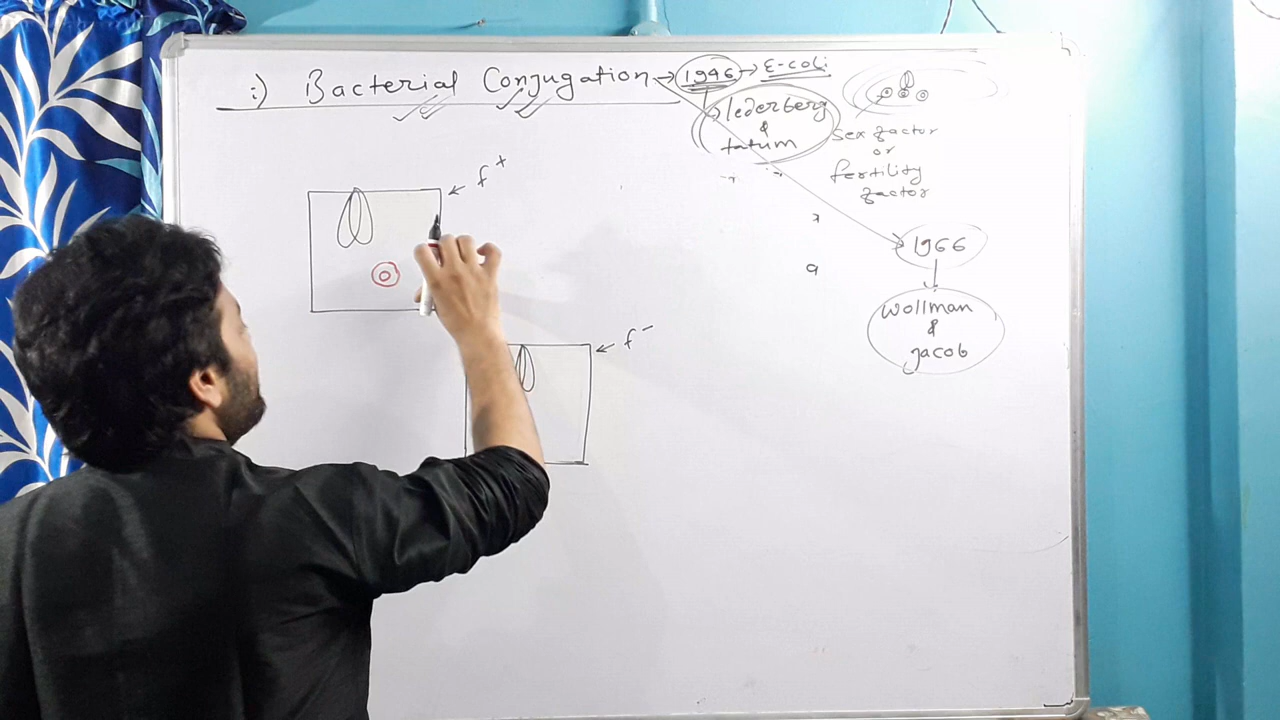 :) Bacterial Conjugation → 1946 → E-coli
lederberg
&
tatum
Sex factor
or
fertility
factor
f+
1966
Wollman
&
Jacob
f-